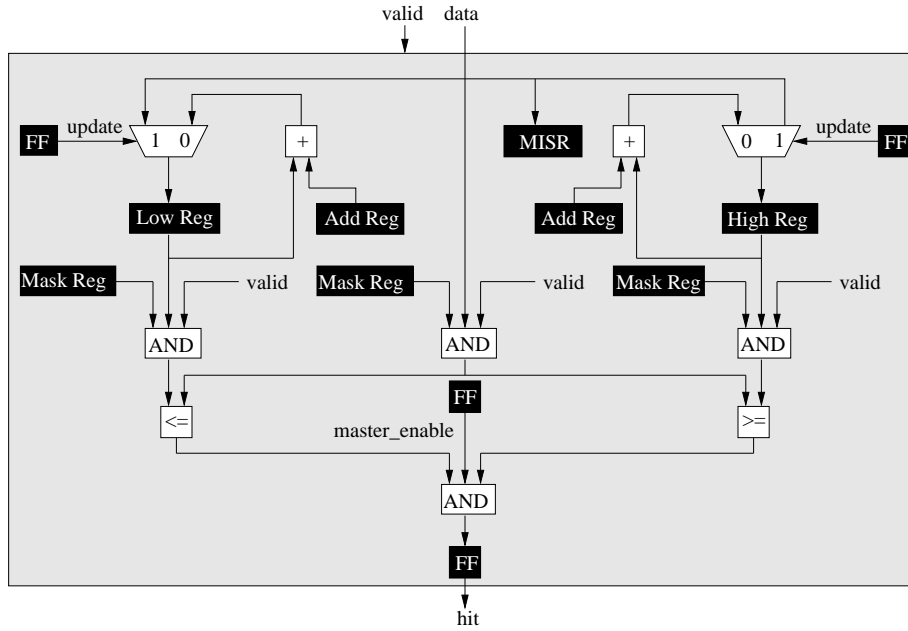 valid data
update 1 0 + MISR + 0 1 update
FF FF
Low Reg Add Reg Add Reg High Reg
Mask Reg valid Mask Reg Mask Reg valid
AND AND AND
FF
<= >=
master_enable
AND
FF
hit